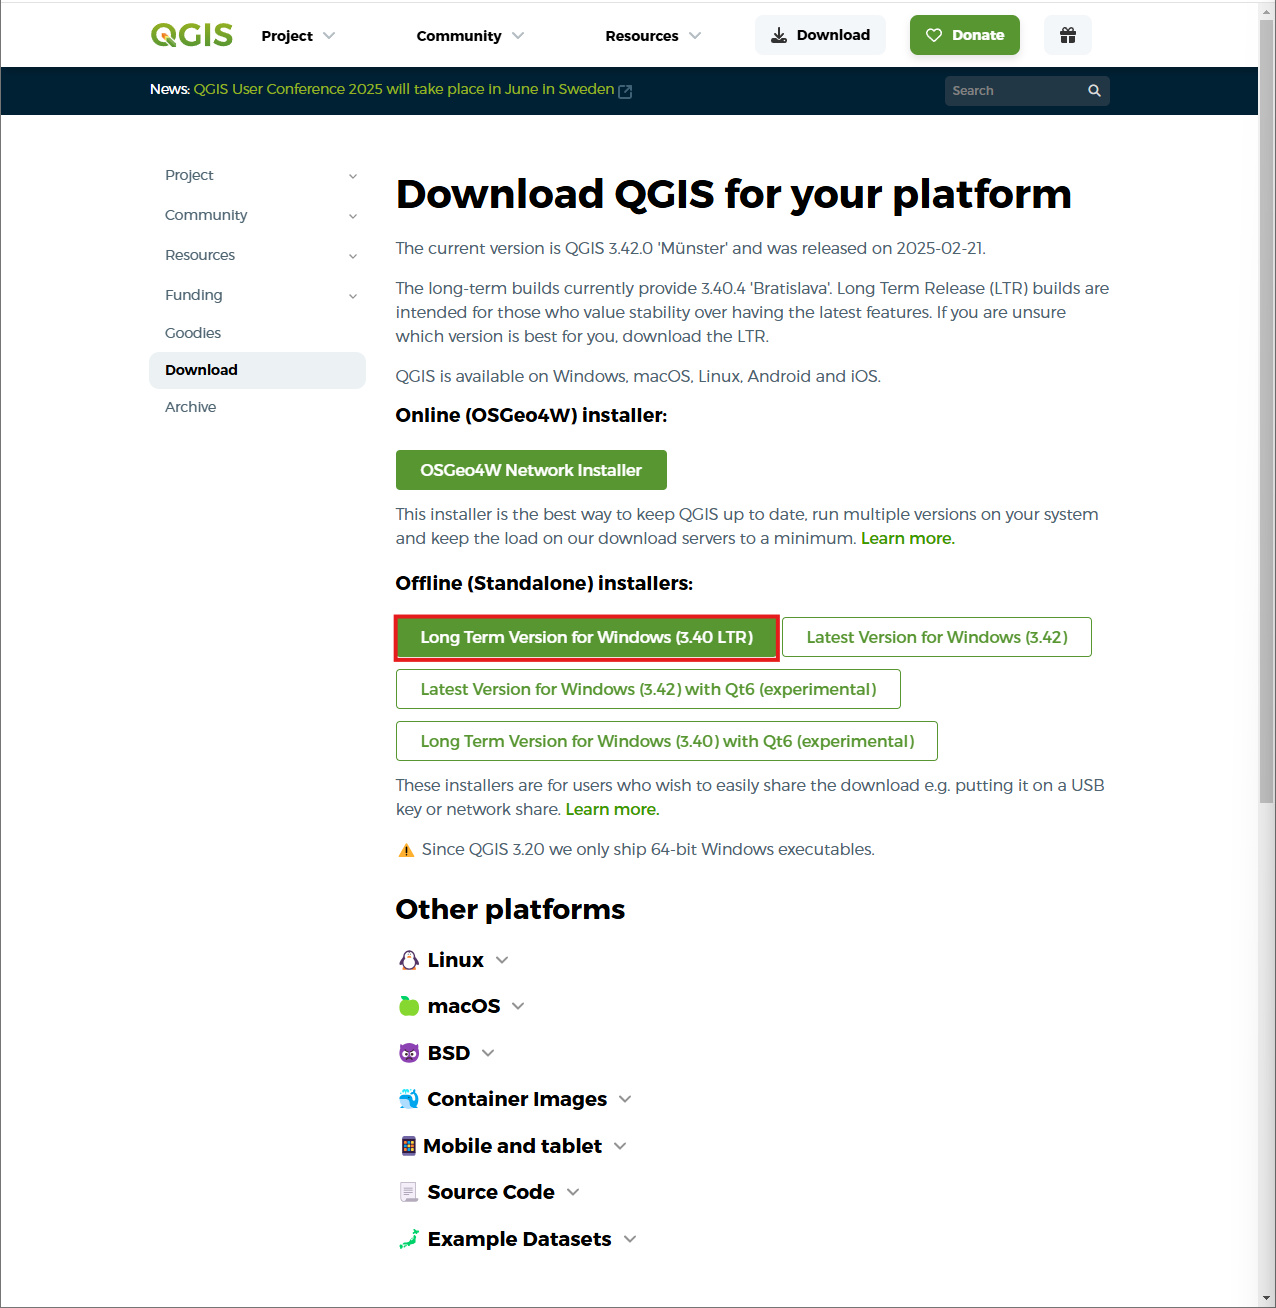 QGIS
Project
Community
Resources
Download
Donate
News: QGIS User Conference 2025 will take place in June in Sweden
Search
Project
Community
Resources
Funding
Goodies
Download
Archive
Download QGIS for your platform
The current version is QGIS 3.42.0 'Münster' and was released on 2025-02-21.
The long-term builds currently provide 3.40.4 'Bratislava'. Long Term Release (LTR) builds are
intended for those who value stability over having the latest features. If you are unsure
which version is best for you, download the LTR.
QGIS is available on Windows, macOS, Linux, Android and iOS.
Online (OSGeo4W) installer:
OSGeo4W Network Installer
This installer is the best way to keep QGIS up to date, run multiple versions on your system
and keep the load on our download servers to a minimum. Learn more.
Offline (Standalone) installers:
Long Term Version for Windows (3.40 LTR)
Latest Version for Windows (3.42)
Latest Version for Windows (3.42) with Qt6 (experimental)
Long Term Version for Windows (3.40) with Qt6 (experimental)
These installers are for users who wish to easily share the download e.g. putting it on a USB
key or network share. Learn more.
Since QGIS 3.20 we only ship 64-bit Windows executables.
Other platforms
Linux
macOS
BSD
Container Images
Mobile and tablet
Source Code
Example Datasets